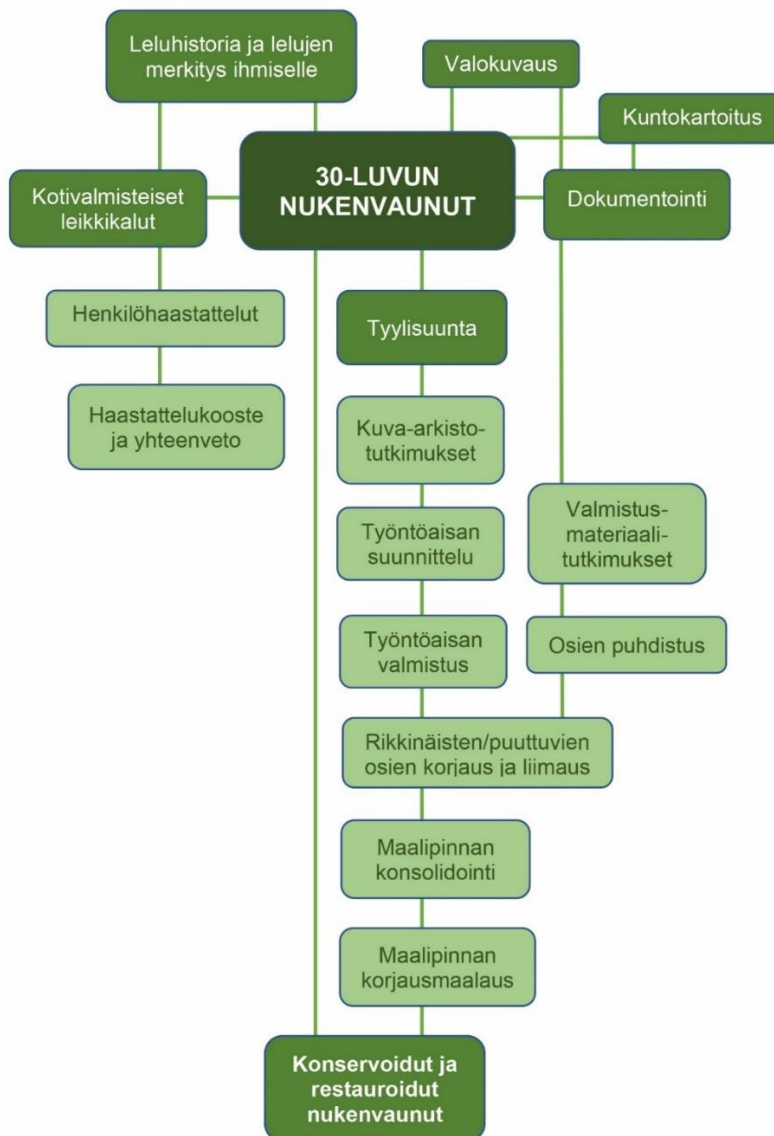 Leluhistoria ja lelujen
merkitys ihmiselle
Valokuvaus
Kuntokartoitus
30-LUVUN
NUKENVAUNUT
Kotivalmisteiset
leikkikalut
Dokumentointi
Henkilöhaastattelut
Tyylisuunta
Haastattelukooste
ja yhteenveto
Kuva-arkisto-
tutkimukset
Valmistus-
materiaali-
tutkimukset
Työntöaisan
suunnittelu
Työntöaisan
valmistus
Osien puhdistus
Rikkinäisten/puuttuvien
osien korjaus ja liimaus
Maalipinnan
konsolidointi
Maalipinnan
korjausmaalaus
Konservoidut ja
restauroidut
nukenvaunut